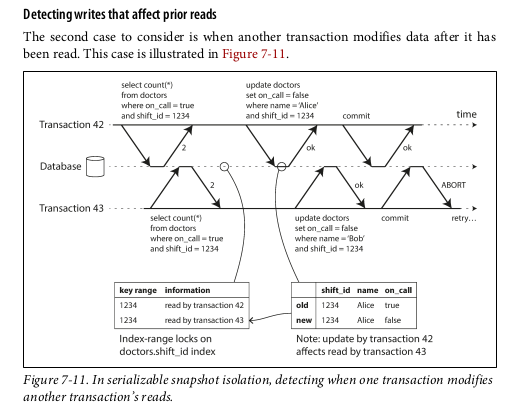 Detecting writes that affect prior reads
The second case to consider is when another transaction modifies data after it has
been read. This case is illustrated in Figure 7-11.
select count(*)
from doctors
where on_call = true
and shift_id = 1234
update doctors
set on_call = false
where name = 'Alice'
and shift_id = 1234
commit
time
Transaction 42
2
ok
ok
Database
2
ok
ABORT
Transaction 43
select count(*)
from doctors
where on_call = true
and shift_id = 1234
update doctors
set on_call = false
where name = 'Bob'
and shift_id = 1234
commit
retry…
key range information
1234 read by transaction 42
1234 read by transaction 43
Index-range locks on
doctors.shift_id index
shift_id name on_call
old 1234 Alice true
new 1234 Alice false
Note: update by transaction 42
affects read by transaction 43
Figure 7-11. In serializable snapshot isolation, detecting when one transaction modifies
another transaction's reads.